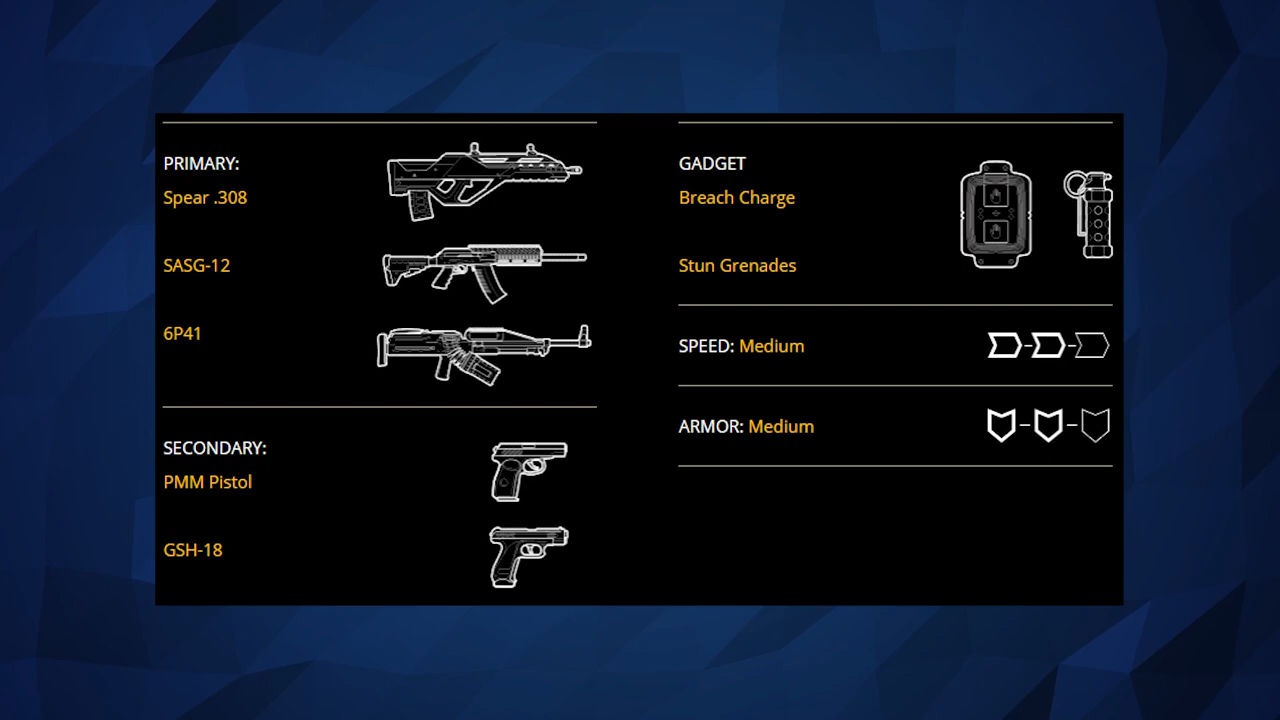 PRIMARY:
Spear .308
SASG-12
6P41
SECONDARY:
PMM Pistol
GSH-18
GADGET
Breach Charge
Stun Grenades
SPEED: Medium
ARMOR: Medium